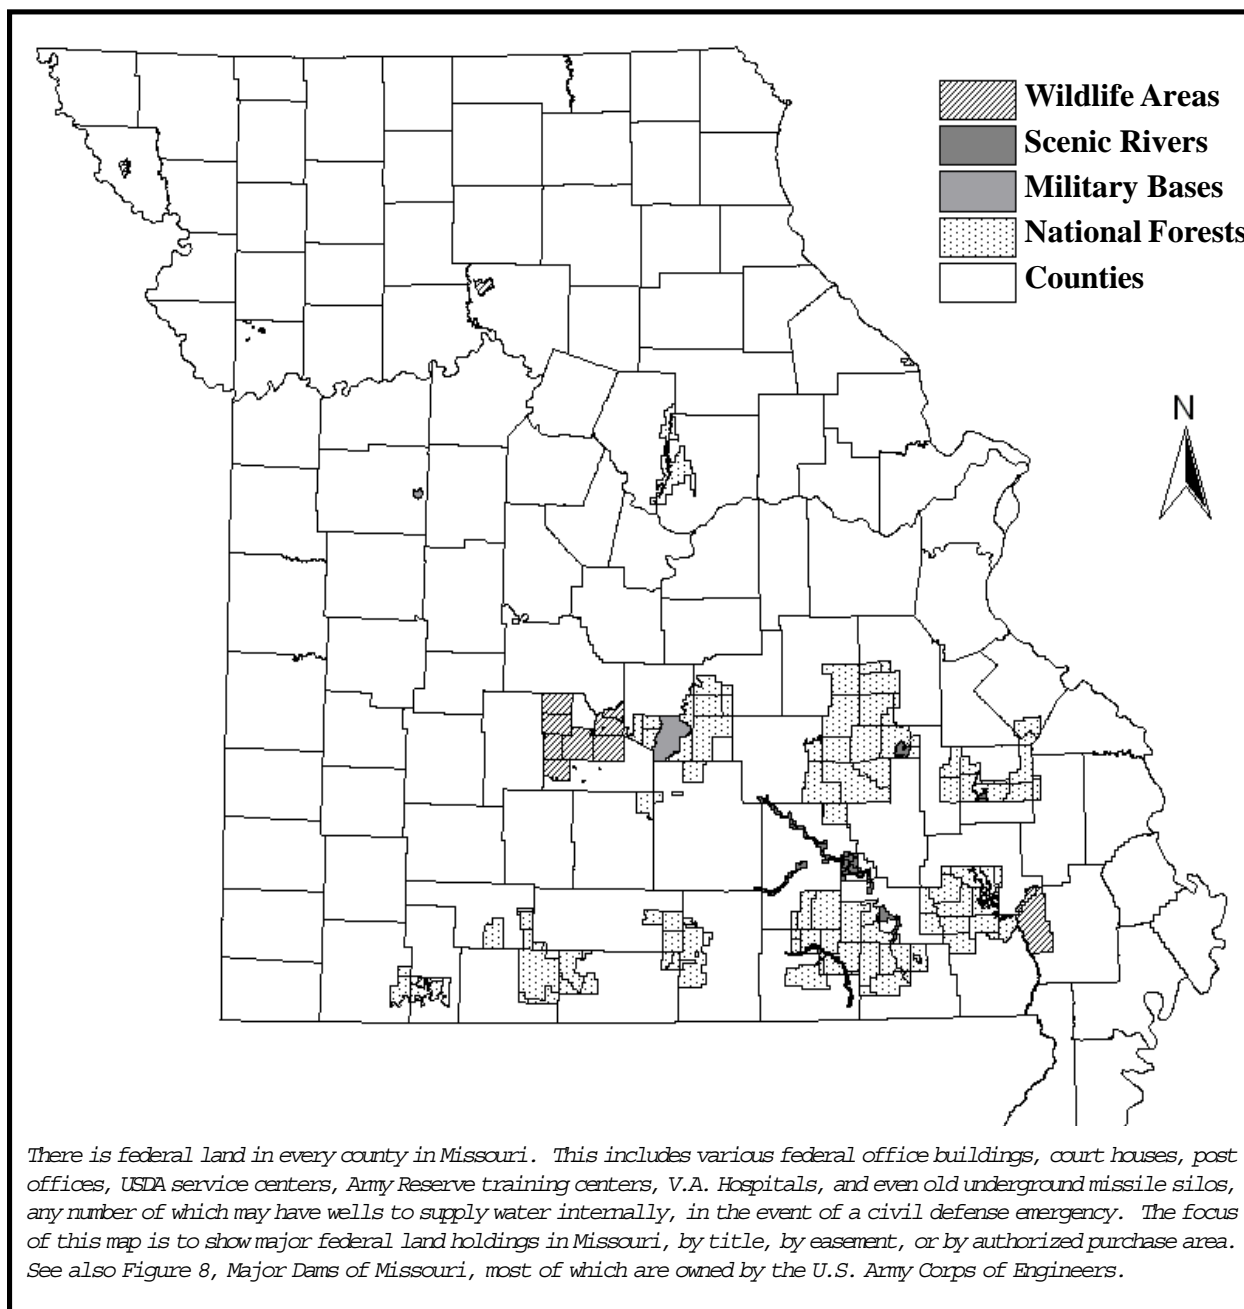 Wildlife Areas
Scenic Rivers
Military Bases
National Forests
Counties
N
There is federal land in every county in Missouri. This includes various federal office buildings, court houses, post
offices, USDA service centers, Army Reserve training centers, V.A. Hospitals, and even old underground missile silos,
any number of which may have wells to supply water internally, in the event of a civil defense emergency. The focus
of this map is to show major federal land holdings in Missouri, by title, by easement, or by authorized purchase area.
See also Figure 8, Major Dams of Missouri, most of which are owned by the U.S. Army Corps of Engineers.